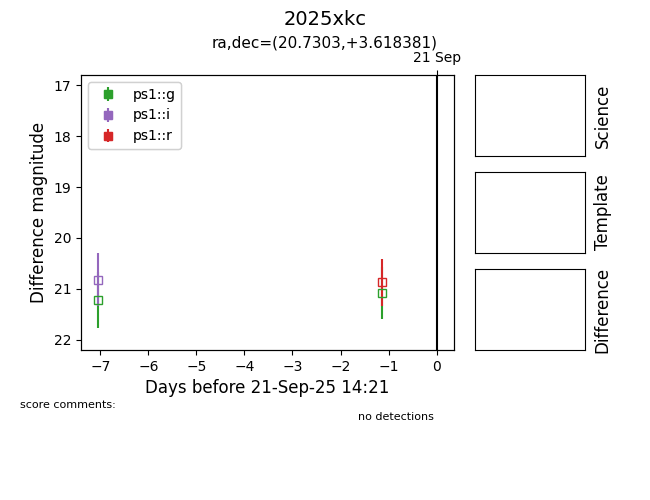 2025xkc
ra,dec=(20.7303,+3.618381)
21 Sep
ps1::g
ps1::i
ps1::r
17
18
19
20
21
22
Difference magnitude
−7 −6 −5 −4 −3 −2 −1 0
Days before 21-Sep-25 14:21
Science
Template
Difference
score comments:
no detections